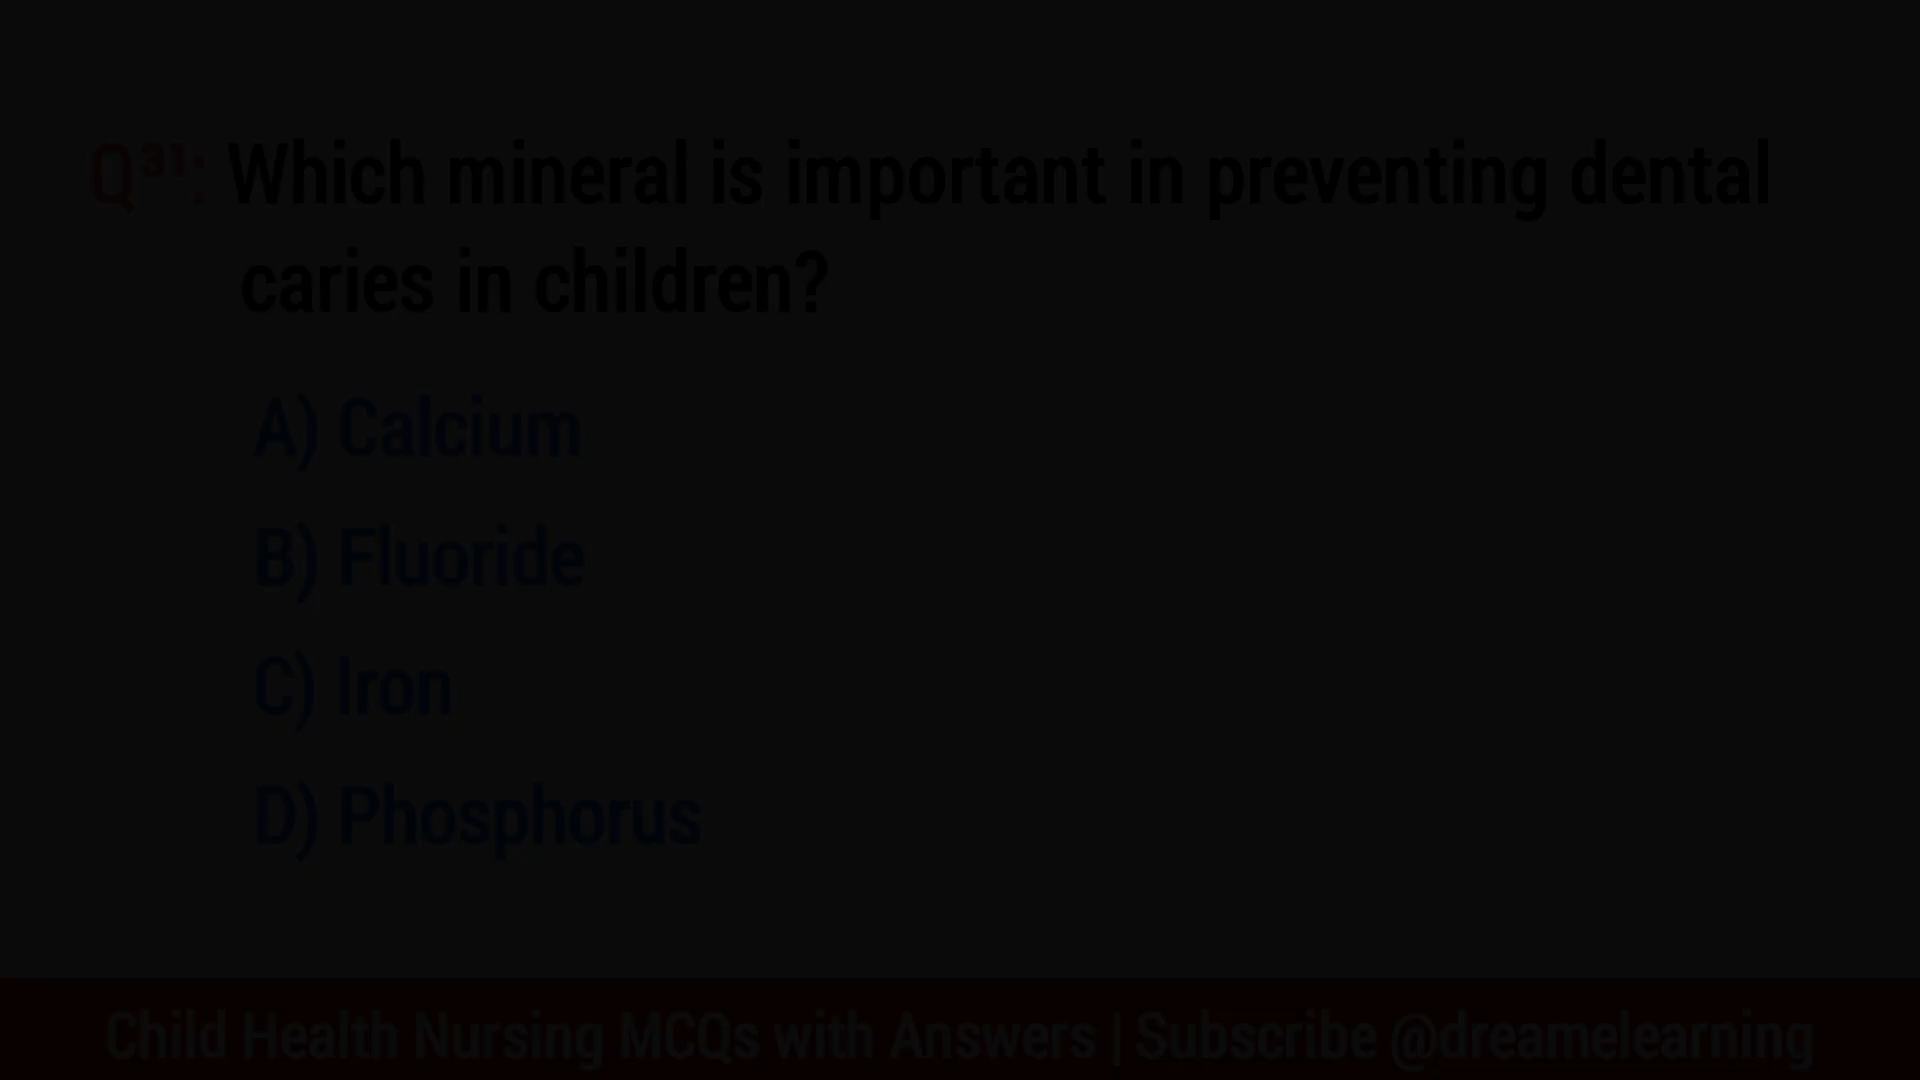 Q³¹: Which mineral is important in preventing dental
caries in children?
A) Calcium
B) Fluoride
C) Iron
D) Phosphorus
Child Health Nursing MCQs with Answers | Subscribe @dreamelearning